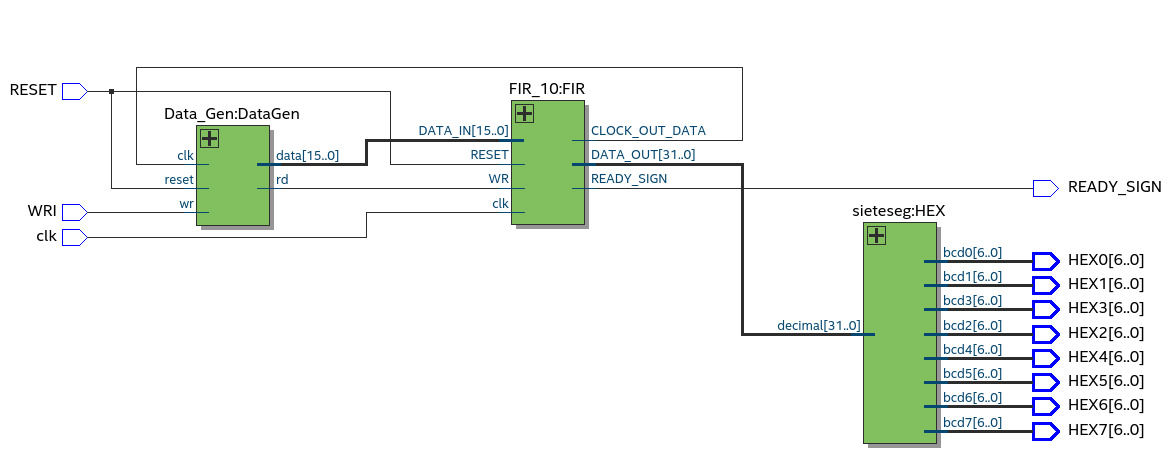 RESET
WRI
clk
Data_Gen:DataGen
clk
reset
wr
data[15..0]
rd
FIR_10:FIR
DATA_IN[15..0]
RESET
WR
clk
CLOCK_OUT_DATA
DATA_OUT[31..0]
READY_SIGN
READY_SIGN
sieteseg:HEX
decimal[31..0]
bcd0[6..0]
HEX0[6..0]
bcd1[6..0]
HEX1[6..0]
bcd3[6..0]
HEX3[6..0]
bcd2[6..0]
HEX2[6..0]
bcd4[6..0]
HEX4[6..0]
bcd5[6..0]
HEX5[6..0]
bcd6[6..0]
HEX6[6..0]
bcd7[6..0]
HEX7[6..0]